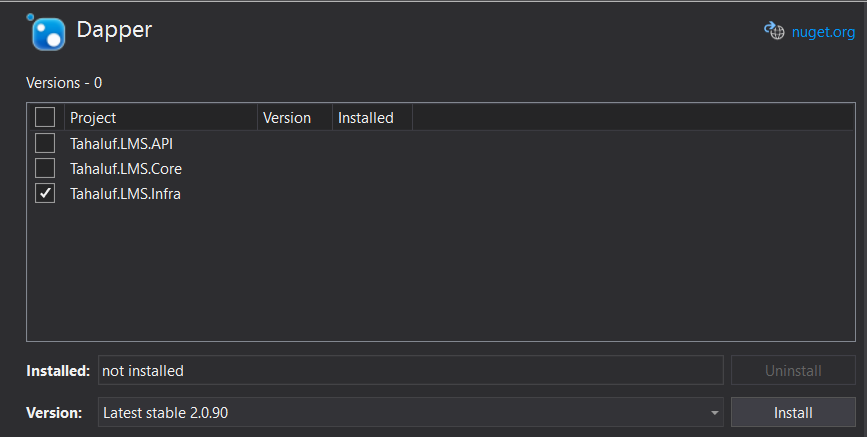 Dapper
nuget.org
Versions - 0
Project Version Installed
Tahaluf.LMS.API
Tahaluf.LMS.Core
Tahaluf.LMS.Infra
Installed: not installed Uninstall
Version: Latest stable 2.0.90 Install